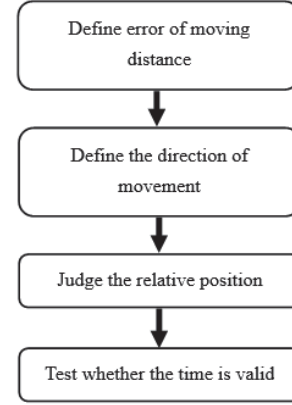 Define error of moving
distance
Define the direction of
movement
Judge the relative position
Test whether the time is valid